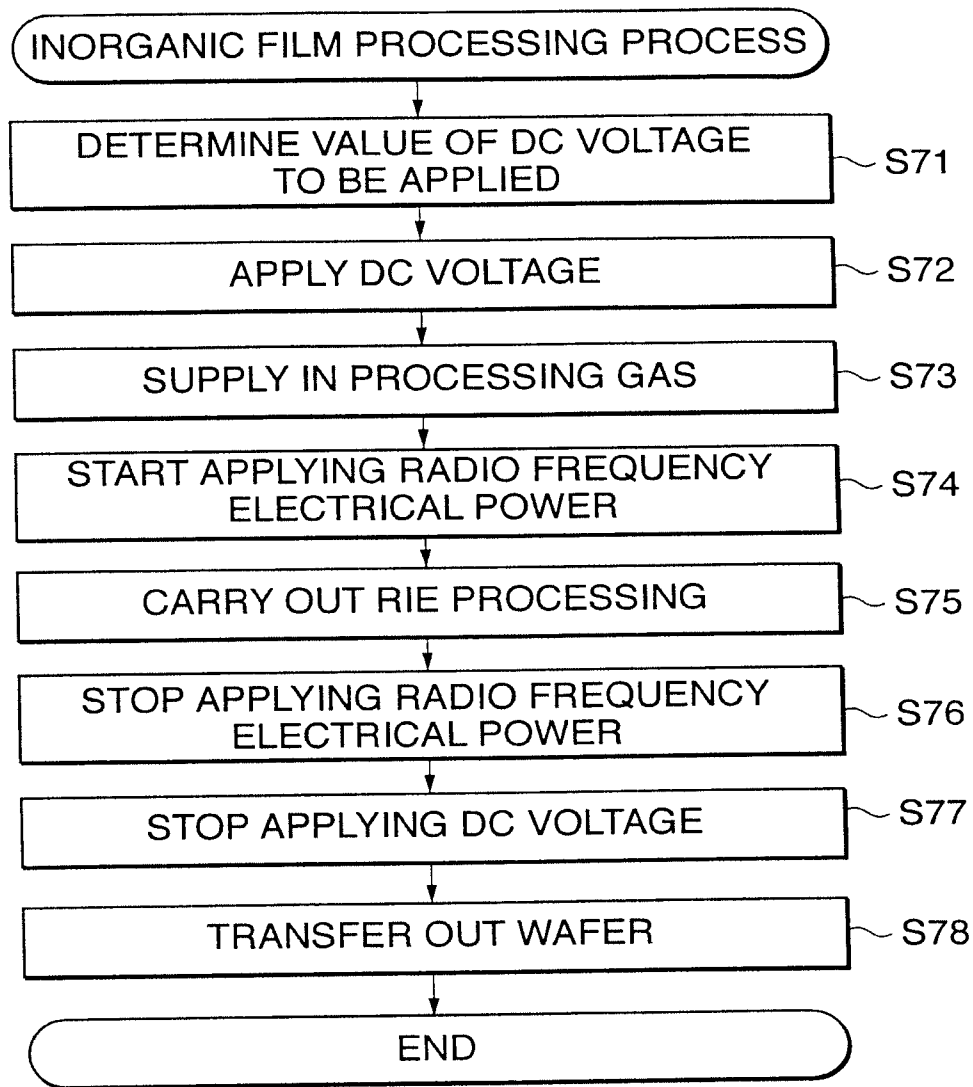 INORGANIC FILM PROCESSING PROCESS
DETERMINE VALUE OF DC VOLTAGE
TO BE APPLIED
S71
APPLY DC VOLTAGE
S72
SUPPLY IN PROCESSING GAS
S73
START APPLYING RADIO FREQUENCY
ELECTRICAL POWER
S74
CARRY OUT RIE PROCESSING
S75
STOP APPLYING RADIO FREQUENCY
ELECTRICAL POWER
S76
STOP APPLYING DC VOLTAGE
S77
TRANSFER OUT WAFER
S78
END